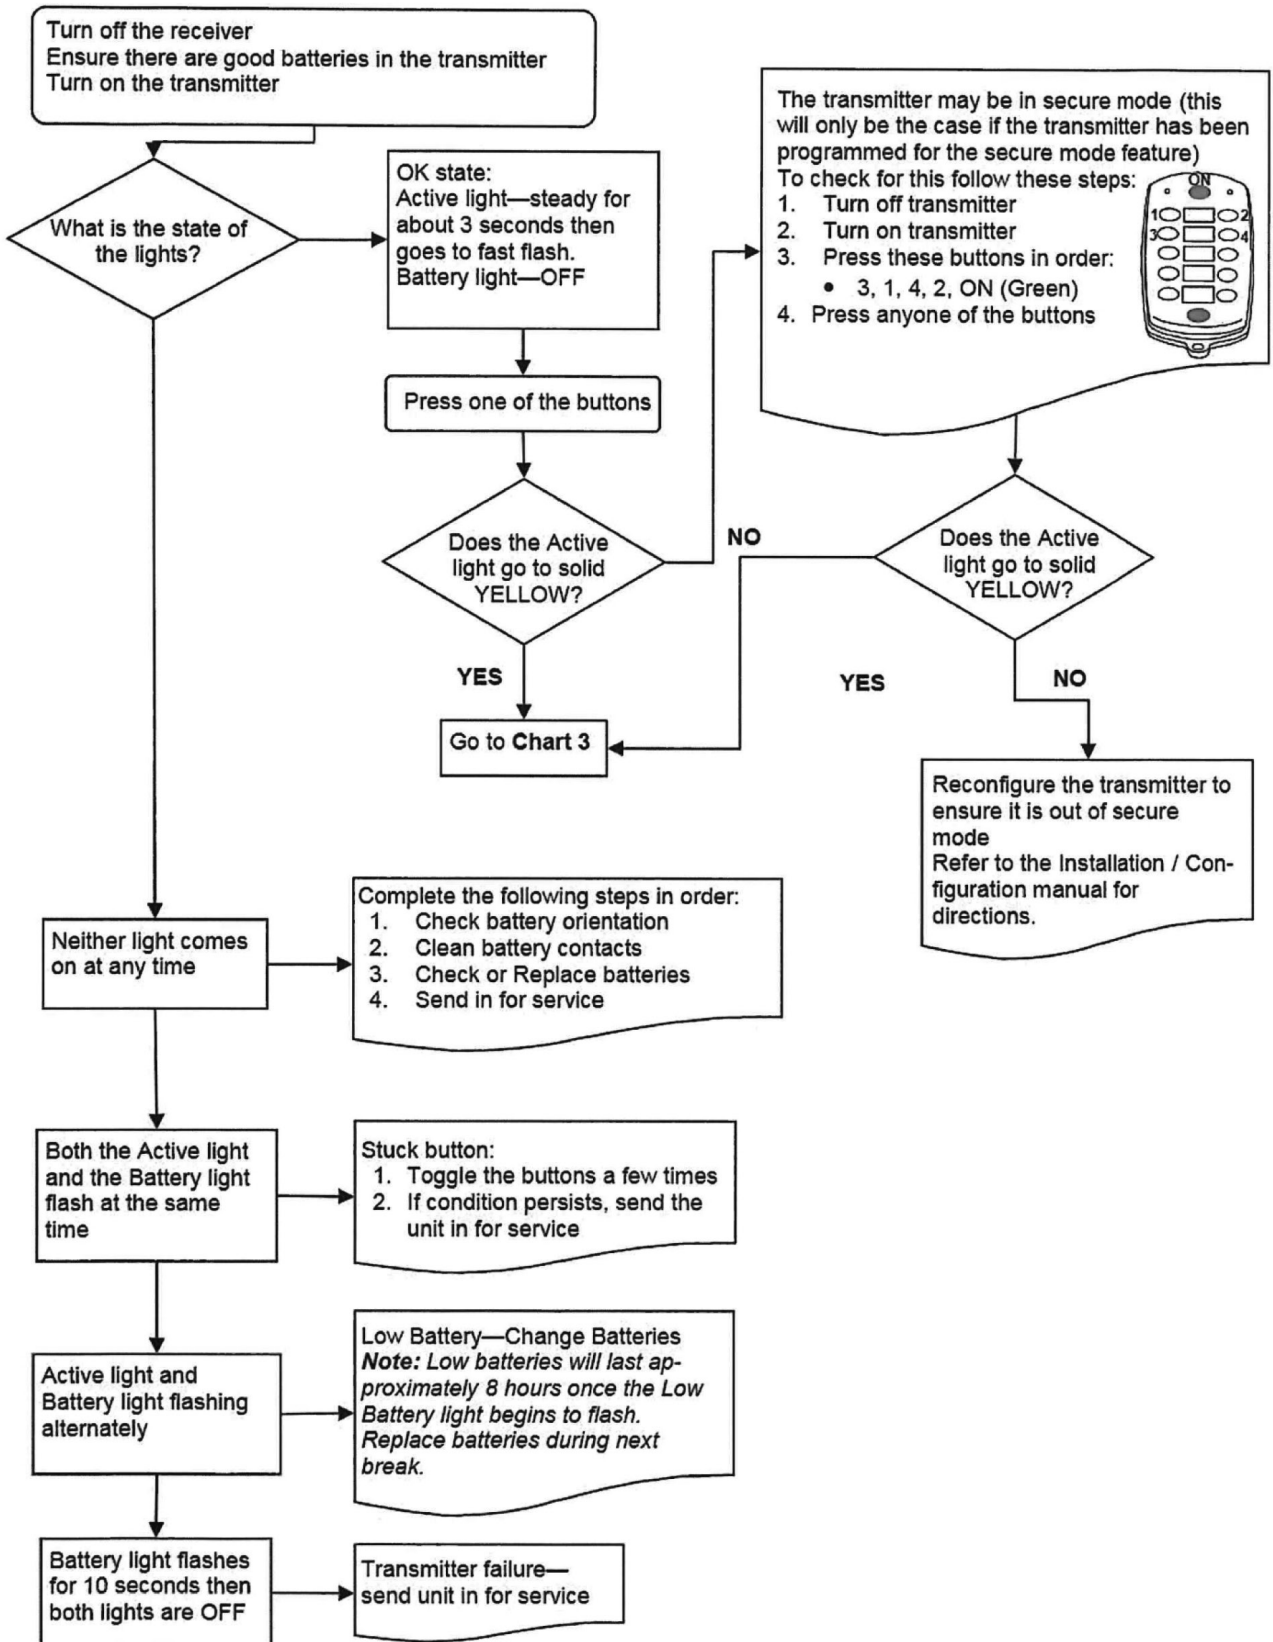 Turn off the receiver
Ensure there are good batteries in the transmitter
Turn on the transmitter
What is the state of
the lights?
OK state:
Active light—steady for
about 3 seconds then
goes to fast flash.
Battery light—OFF
Press one of the buttons
Does the Active
light go to solid
YELLOW?
YES
NO
Go to Chart 3
The transmitter may be in secure mode (this
will only be the case if the transmitter has been
programmed for the secure mode feature)
To check for this follow these steps:
1. Turn off transmitter
2. Turn on transmitter
3. Press these buttons in order:
• 3, 1, 4, 2, ON (Green)
4. Press anyone of the buttons
ON
1 2
3 4
Does the Active
light go to solid
YELLOW?
YES
NO
Reconfigure the transmitter to
ensure it is out of secure
mode
Refer to the Installation / Con-
figuration manual for
directions.
Neither light comes
on at any time
Complete the following steps in order:
1. Check battery orientation
2. Clean battery contacts
3. Check or Replace batteries
4. Send in for service
Both the Active light
and the Battery light
flash at the same
time
Stuck button:
1. Toggle the buttons a few times
2. If condition persists, send the
unit in for service
Active light and
Battery light flashing
alternately
Low Battery—Change Batteries
Note: Low batteries will last ap-
proximately 8 hours once the Low
Battery light begins to flash.
Replace batteries during next
break.
Battery light flashes
for 10 seconds then
both lights are OFF
Transmitter failure—
send unit in for service